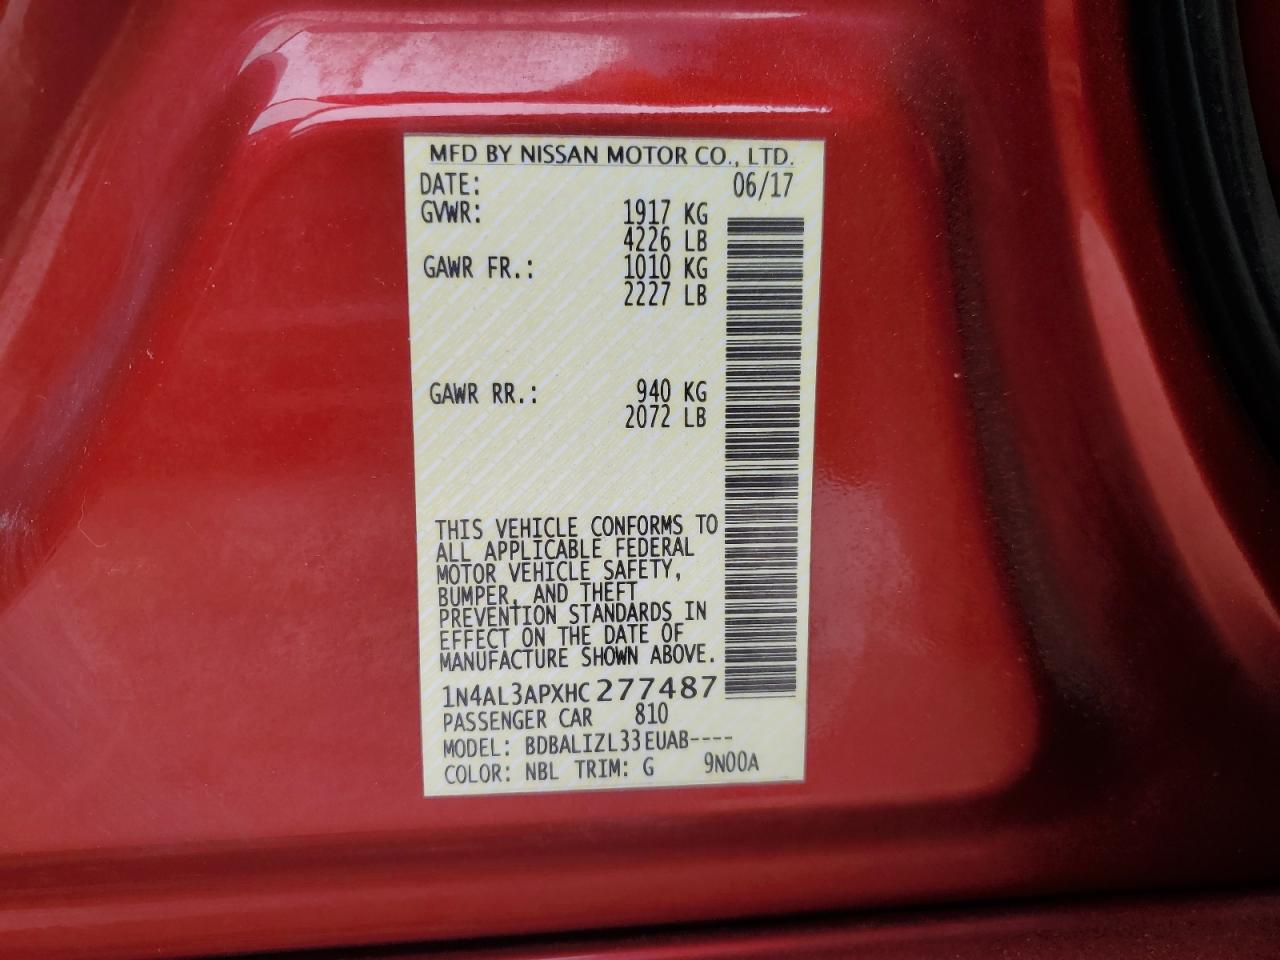 MFD BY NISSAN MOTOR CO., LTD.
DATE: 06/17
GVWR: 1917 KG
4226 LB
GAWR FR.: 1010 KG
2227 LB
GAWR RR.: 940 KG
2072 LB
THIS VEHICLE CONFORMS TO
ALL APPLICABLE FEDERAL
MOTOR VEHICLE SAFETY,
BUMPER, AND THEFT
PREVENTION STANDARDS IN
EFFECT ON THE DATE OF
MANUFACTURE SHOWN ABOVE.
1N4AL3APXHC277487
PASSENGER CAR 810
MODEL: BDBALIZL33EUAB----
COLOR: NBL TRIM: G 9N00A